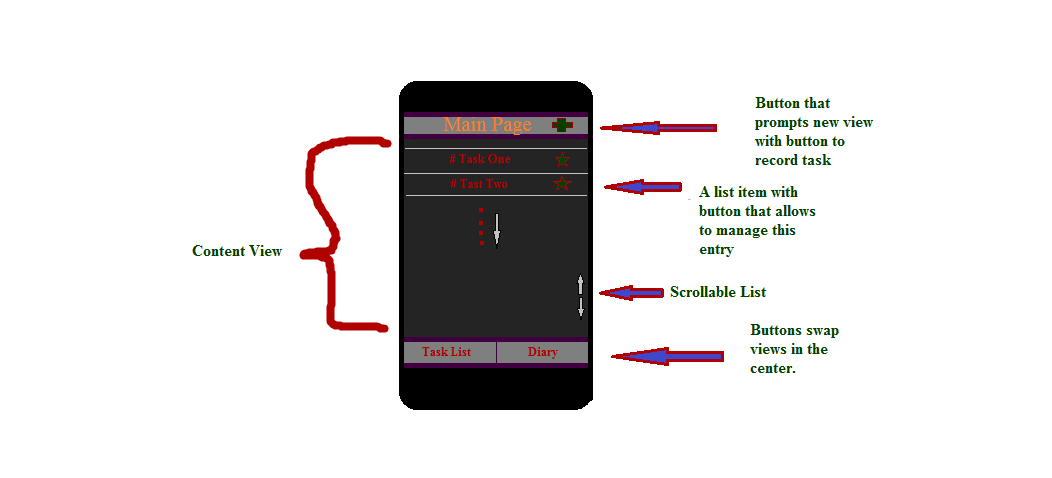 Button that
prompts new view
with button to
record task
Main Page
# Task One
# Tast Two
A list item with
button that allows
to manage this
entry
Content View
Scrollable List
Buttons swap
views in the
center.
Task List
Diary